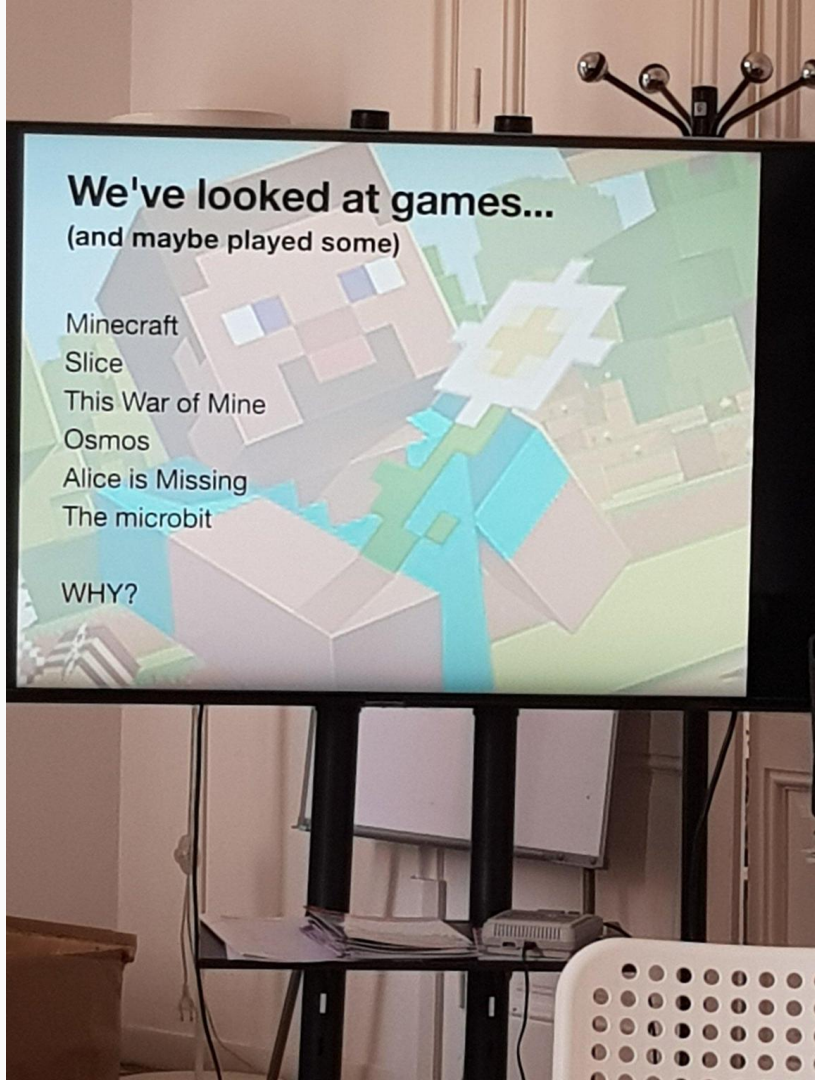 We've looked at games...
(and maybe played some)
Minecraft
Slice
This War of Mine
Osmos
Alice is Missing
The microbit
WHY?